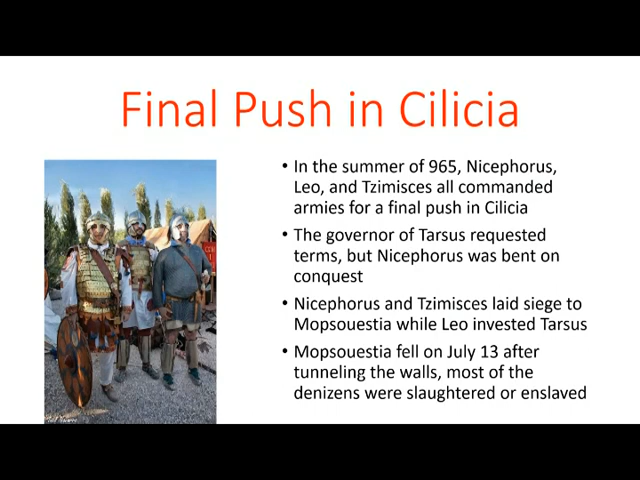 Final Push in Cilicia
• In the summer of 965, Nicephorus,
Leo, and Tzimisces all commanded
armies for a final push in Cilicia
• The governor of Tarsus requested
terms, but Nicephorus was bent on
conquest
• Nicephorus and Tzimisces laid siege to
Mopsouestia while Leo invested Tarsus
• Mopsouestia fell on July 13 after
tunneling the walls, most of the
denizens were slaughtered or enslaved